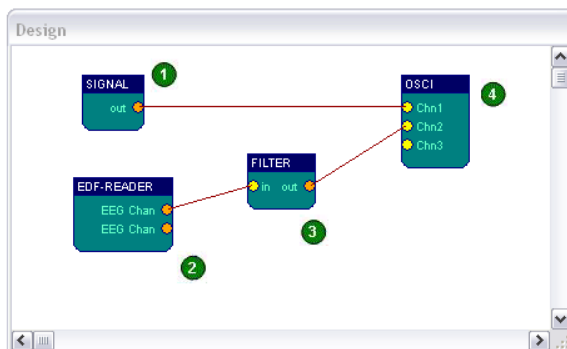 Design
SIGNAL
out
1
OSCI
Chn1
Chn2
Chn3
4
FILTER
in out
3
EDF-READER
EEG Chan
EEG Chan
2